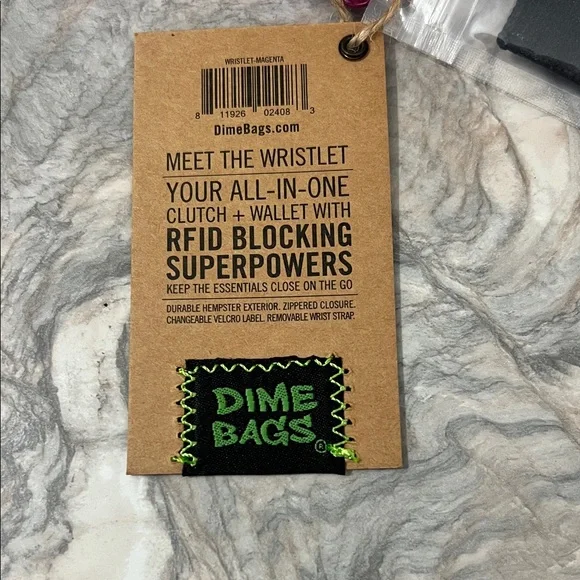 WRISTLET-MAGENTA
8 11926 02408 3
DimeBags.com
MEET THE WRISTLET
YOUR ALL-IN-ONE
CLUTCH + WALLET WITH
RFID BLOCKING
SUPERPOWERS
KEEP THE ESSENTIALS CLOSE ON THE GO
DURABLE HEMPSTER EXTERIOR. ZIPPERED CLOSURE.
CHANGEABLE VELCRO LABEL. REMOVABLE WRIST STRAP.
DIME
BAGS®